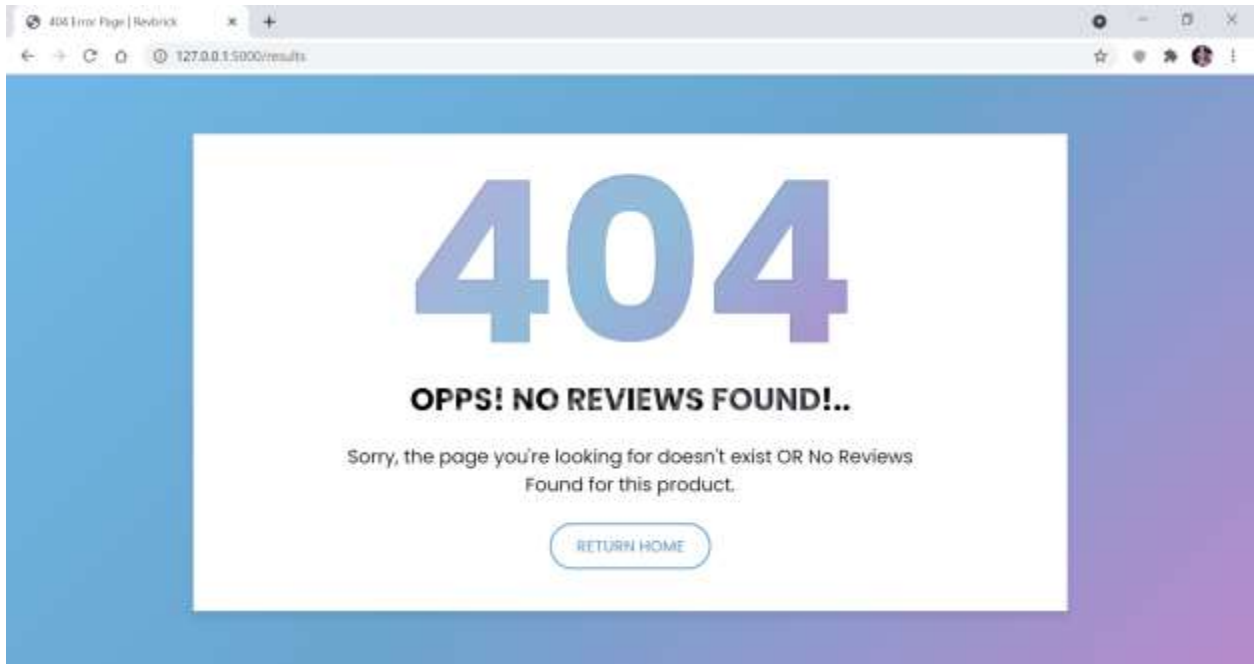 404 Error Page | Revbrick
127.0.0.1:5000/results
404
OPPS! NO REVIEWS FOUND!..
Sorry, the page you're looking for doesn't exist OR No Reviews
Found for this product.
RETURN HOME